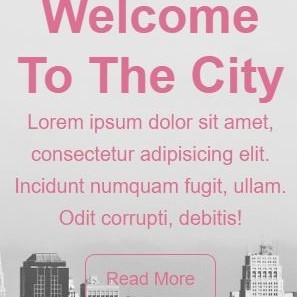 Welcome
To The City
Lorem ipsum dolor sit amet,
consectetur adipisicing elit.
Incidunt numquam fugit, ullam.
Odit corrupti, debitis!
Read More